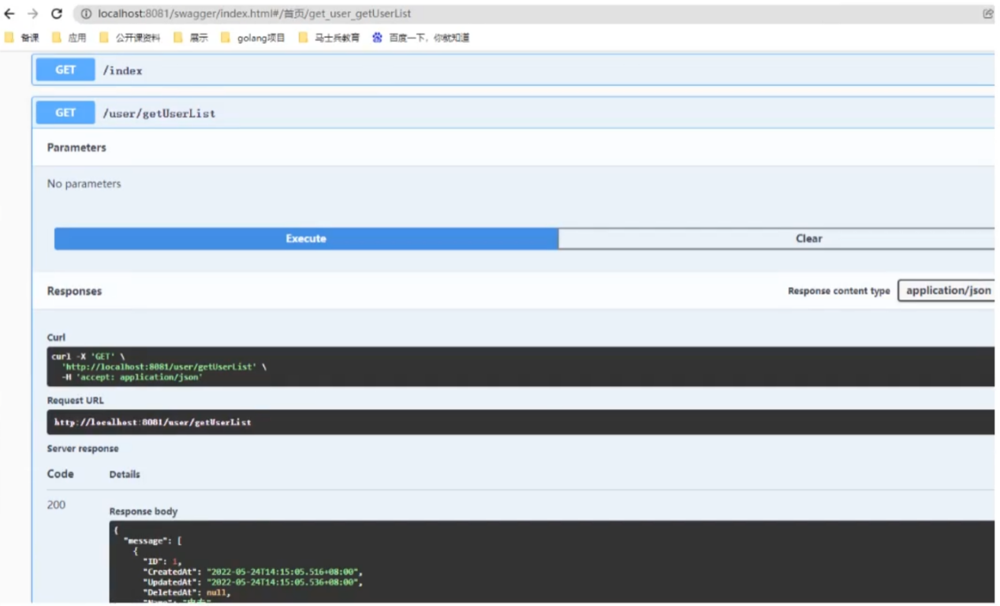 localhost:8081/swagger/index.html#/首页/get_user_getUserList
备课 应用 公开课资料 展示 golang项目 马士兵教育 百度一下，你就知道
GET /index
GET /user/getUserList
Parameters
No parameters
Execute Clear
Responses Response content type application/json
Curl
curl -X 'GET' \
'http://localhost:8081/user/getUserList' \
-H 'accept: application/json'
Request URL
http://localhost:8081/user/getUserList
Server response
Code Details
200
Response body
{
"message": [
{
"ID": 1,
"CreatedAt": "2022-05-24T14:15:05.516+08:00",
"UpdatedAt": "2022-05-24T14:15:05.536+08:00",
"DeletedAt": null,
"Name":